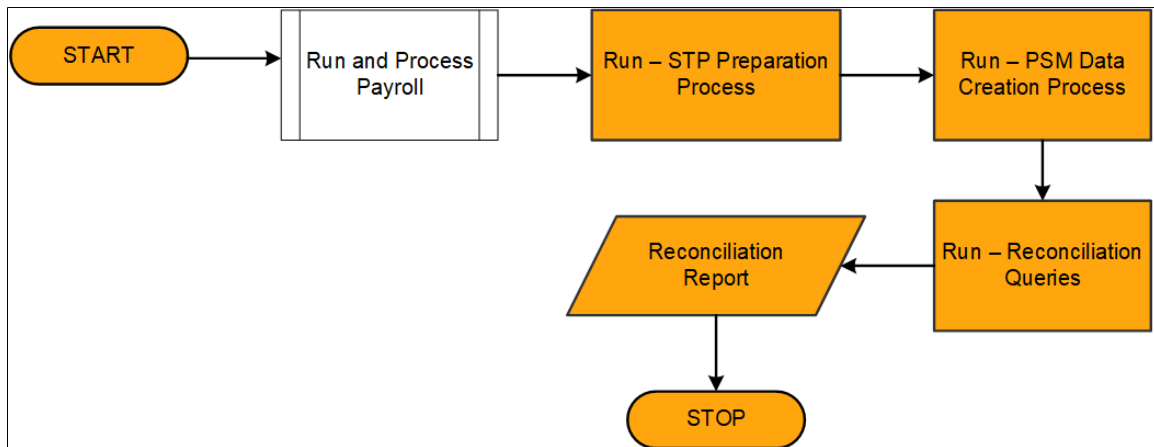 START
Run and Process
Payroll
Run – STP Preparation
Process
Run – PSM Data
Creation Process
Run – Reconciliation
Queries
Reconciliation
Report
STOP